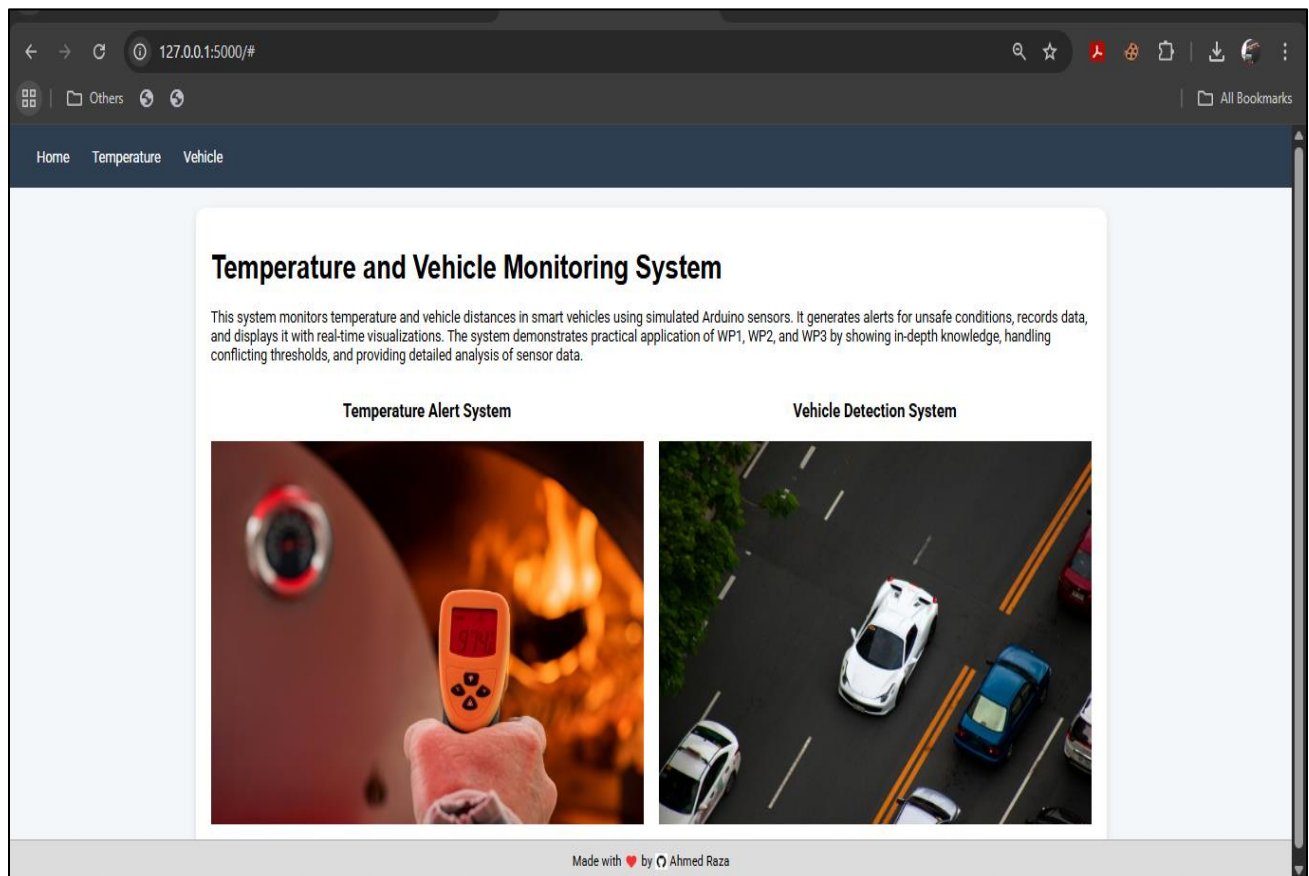 127.0.0.1:5000/#
Others
All Bookmarks
Home Temperature Vehicle
Temperature and Vehicle Monitoring System
This system monitors temperature and vehicle distances in smart vehicles using simulated Arduino sensors. It generates alerts for unsafe conditions, records data,
and displays it with real-time visualizations. The system demonstrates practical application of WP1, WP2, and WP3 by showing in-depth knowledge, handling
conflicting thresholds, and providing detailed analysis of sensor data.
Temperature Alert System
Vehicle Detection System
Made with ❤ by Ahmed Raza